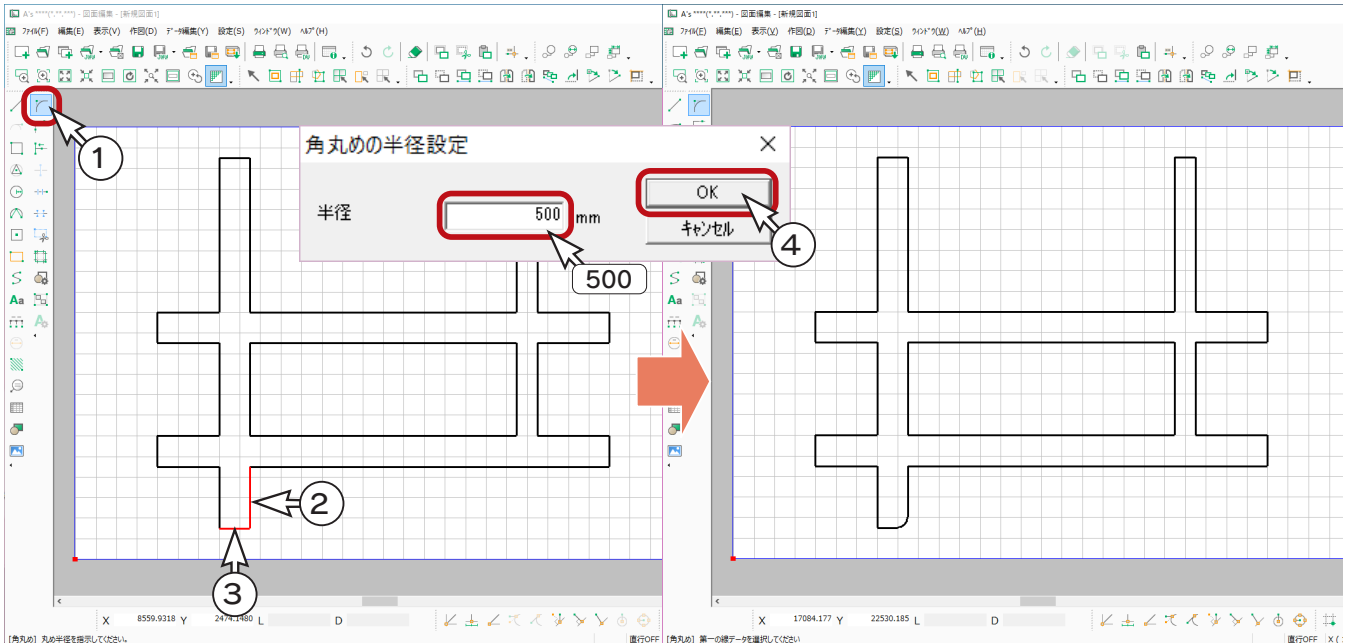 A's ****(*.**.***) - 図面編集 - [新規図面1]
ﾌｧｲﾙ(F) 編集(E) 表示(V) 作図(D) ﾃﾞｰﾀ編集(Y) 設定(S) ｳｨﾝﾄﾞｳ(W) ﾍﾙﾌﾟ(H)
1
角丸めの半径設定
半径
500 mm
OK
キャンセル
4
500
Aa
2
3
X 8559.9318 Y 2474.1480 L D
[角丸め] 丸め半径を指示してください。
直行OFF
A's ****(*.**.***) - 図面編集 - [新規図面1]
ﾌｧｲﾙ(F) 編集(E) 表示(V) 作図(D) ﾃﾞｰﾀ編集(Y) 設定(S) ｳｨﾝﾄﾞｳ(W) ﾍﾙﾌﾟ(H)
Aa
X 17084.177 Y 22530.185 L D
[角丸め] 第一の線データを選択してください
直行OFF X(